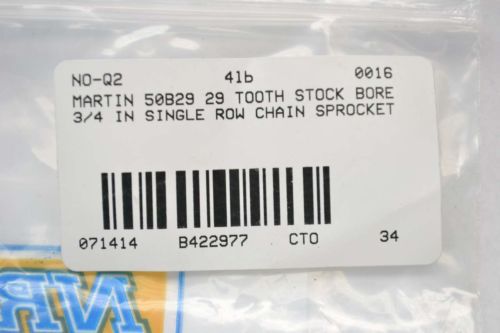 NO-Q2 41b 0016
MARTIN 50B29 29 TOOTH STOCK BORE
3/4 IN SINGLE ROW CHAIN SPROCKET
071414 B422977 CTO 34